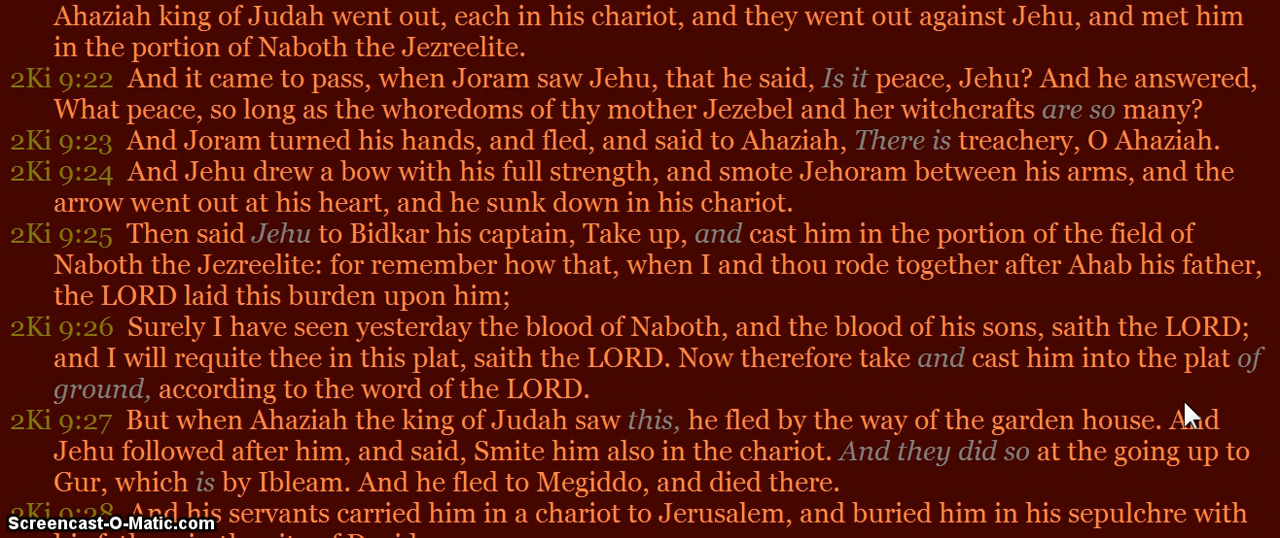 Ahaziah king of Judah went out, each in his chariot, and they went out against Jehu, and met him
in the portion of Naboth the Jezreelite.
2Ki 9:22 And it came to pass, when Joram saw Jehu, that he said, Is it peace, Jehu? And he answered,
What peace, so long as the whoredoms of thy mother Jezebel and her witchcrafts are so many?
2Ki 9:23 And Joram turned his hands, and fled, and said to Ahaziah, There is treachery, O Ahaziah.
2Ki 9:24 And Jehu drew a bow with his full strength, and smote Jehoram between his arms, and the
arrow went out at his heart, and he sunk down in his chariot.
2Ki 9:25 Then said Jehu to Bidkar his captain, Take up, and cast him in the portion of the field of
Naboth the Jezreelite: for remember how that, when I and thou rode together after Ahab his father,
the LORD laid this burden upon him;
2Ki 9:26 Surely I have seen yesterday the blood of Naboth, and the blood of his sons, saith the LORD;
and I will requite thee in this plat, saith the LORD. Now therefore take and cast him into the plat of
ground, according to the word of the LORD.
2Ki 9:27 But when Ahaziah the king of Judah saw this, he fled by the way of the garden house. And
Jehu followed after him, and said, Smite him also in the chariot. And they did so at the going up to
Gur, which is by Ibleam. And he fled to Megiddo, and died there.
2Ki 9:28 And his servants carried him in a chariot to Jerusalem, and buried him in his sepulchre with
Screencast-O-Matic.com